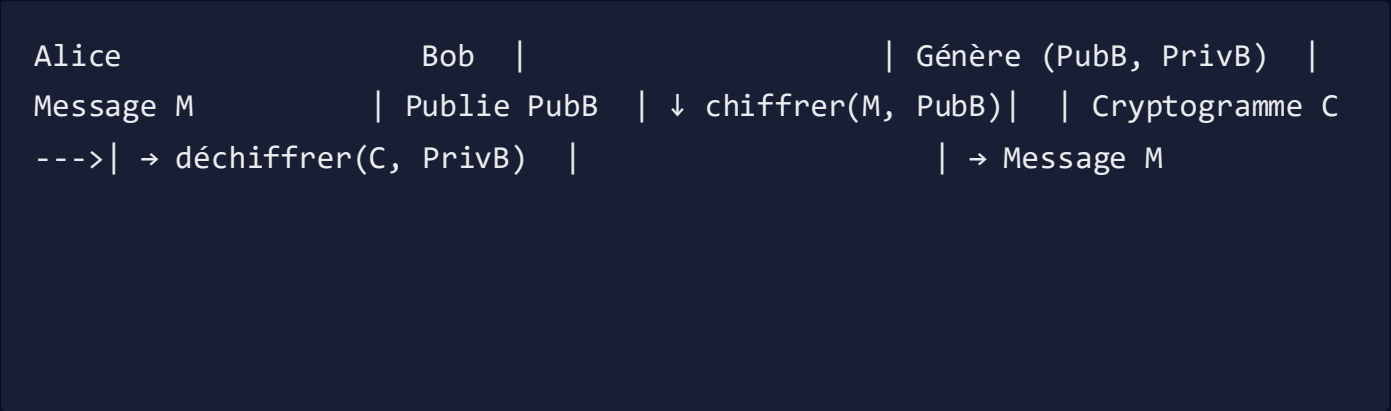 Alice                 Bob  |                    | Génère (PubB, PrivB)  |
Message M          | Publie PubB  | ↓ chiffrer(M, PubB)|  | Cryptogramme C
--->| → déchiffrer(C, PrivB)  |                    | → Message M